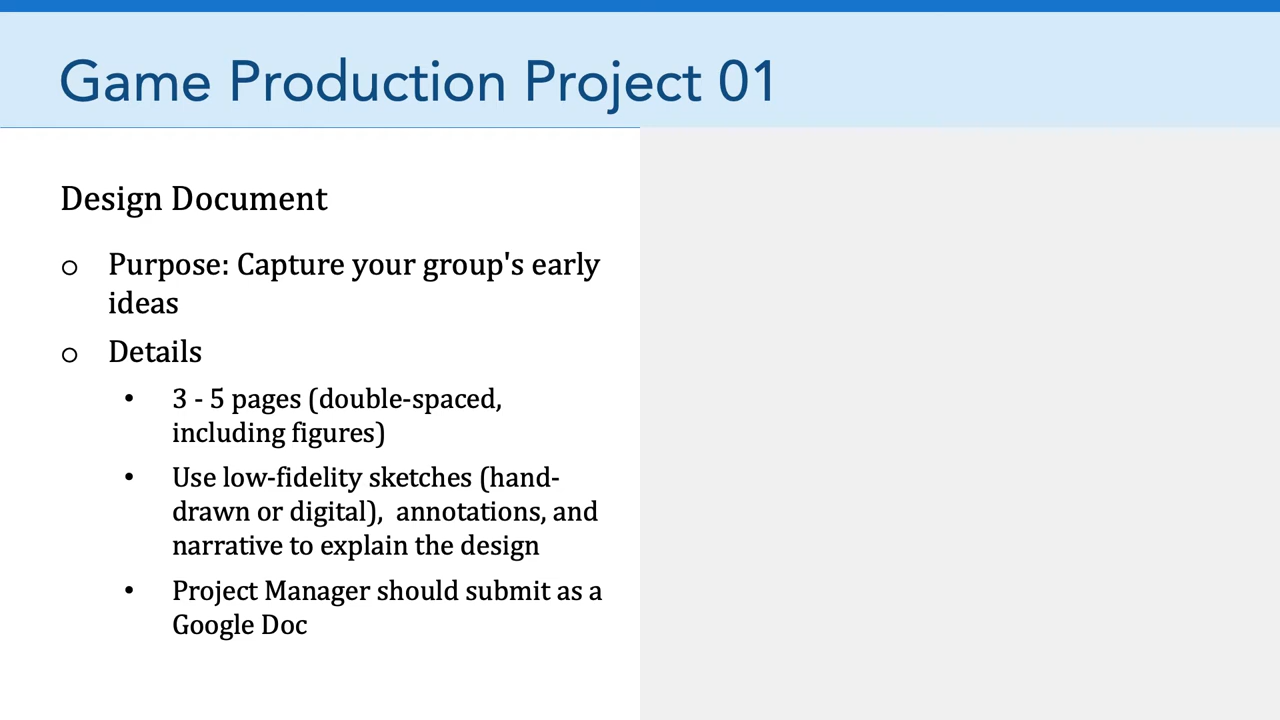 Game Production Project 01
Design Document
o Purpose: Capture your group's early
ideas
o Details
• 3 - 5 pages (double-spaced,
including figures)
• Use low-fidelity sketches (hand-
drawn or digital),  annotations, and
narrative to explain the design
• Project Manager should submit as a
Google Doc